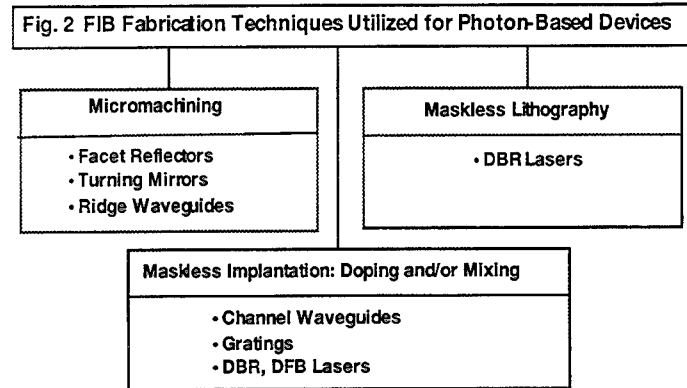 Fig. 2 FIB Fabrication Techniques Utilized for Photon-Based Devices
Micromachining
• Facet Reflectors
• Turning Mirrors
• Ridge Waveguides
Maskless Lithography
• DBR Lasers
Maskless Implantation: Doping and/or Mixing
• Channel Waveguides
• Gratings
• DBR, DFB Lasers